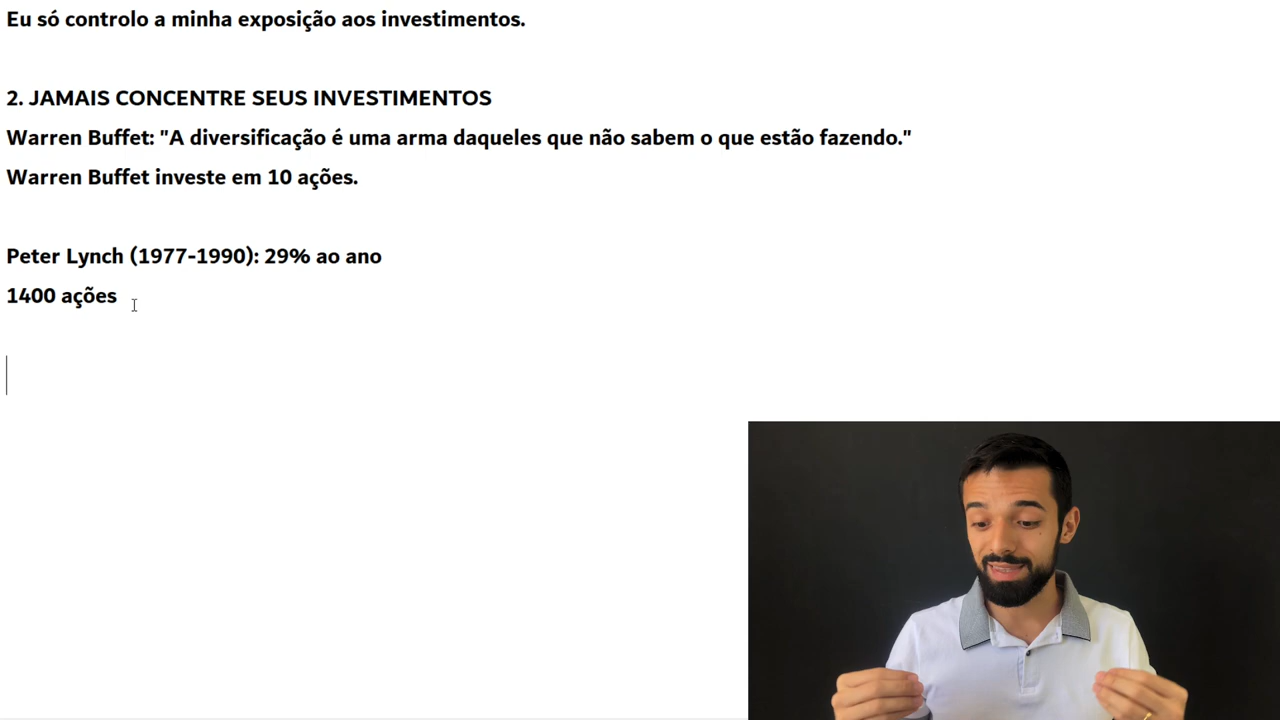 Eu só controlo a minha exposição aos investimentos.
2. JAMAIS CONCENTRE SEUS INVESTIMENTOS
Warren Buffet: "A diversificação é uma arma daqueles que não sabem o que estão fazendo."
Warren Buffet investe em 10 ações.
Peter Lynch (1977-1990): 29% ao ano
1400 ações